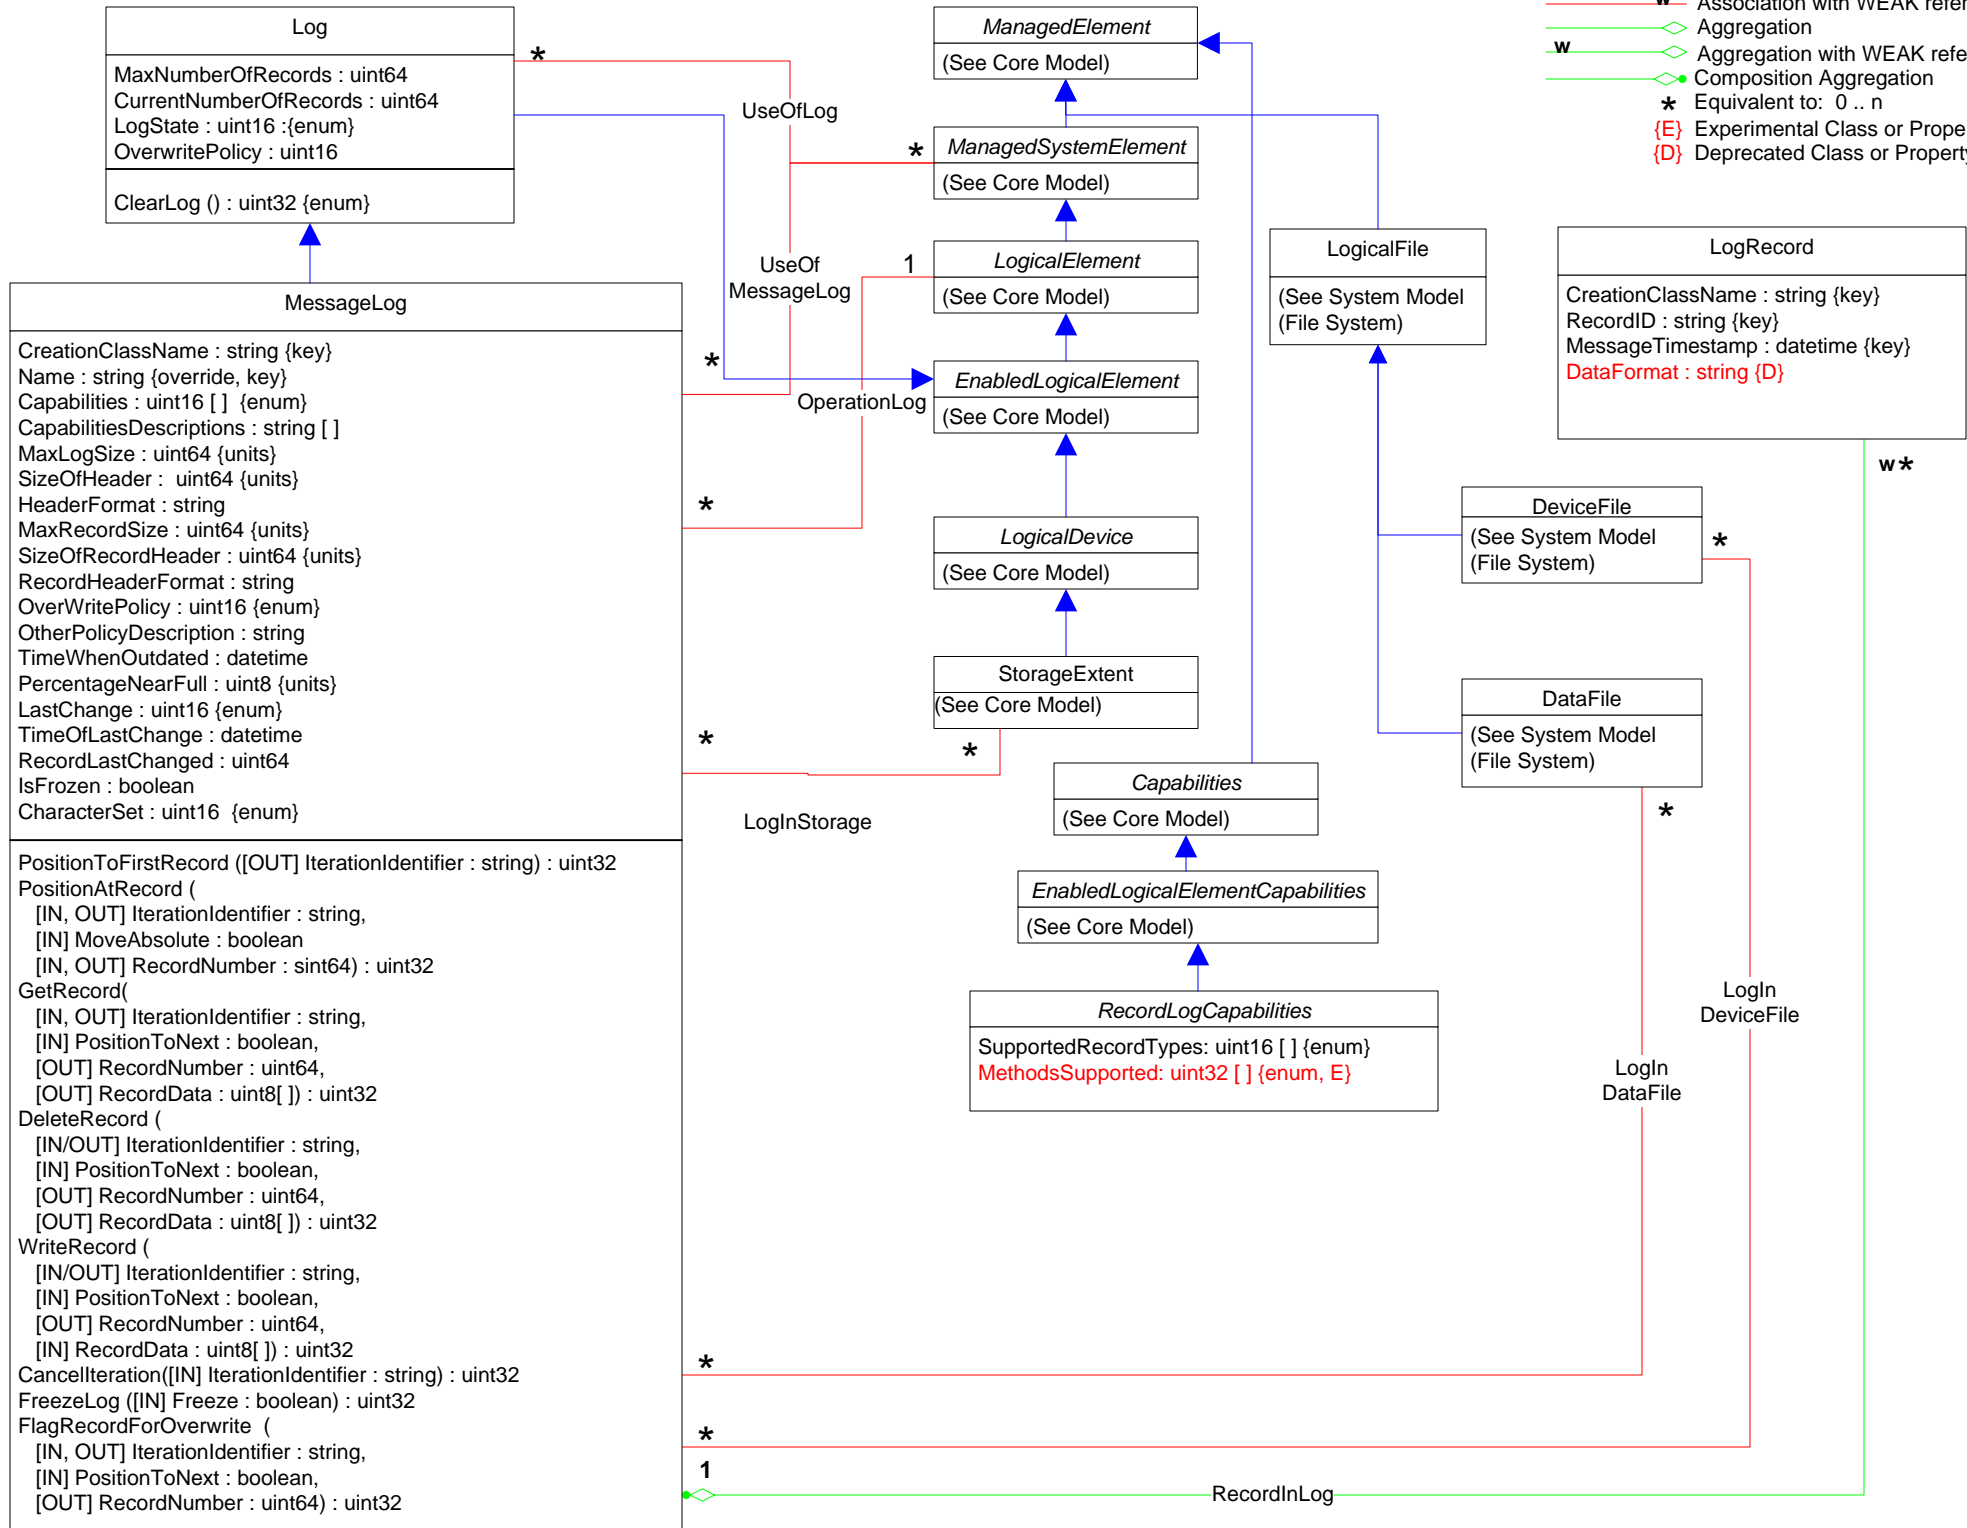 Log
MaxNumberOfRecords : uint64
CurrentNumberOfRecords : uint64
LogState : uint16 :{enum}
OverwritePolicy : uint16
ClearLog () : uint32 {enum}
MessageLog
CreationClassName : string {key}
Name : string {override, key}
Capabilities : uint16 [ ]  {enum}
CapabilitiesDescriptions : string [ ]
MaxLogSize : uint64 {units}
SizeOfHeader :  uint64 {units}
HeaderFormat : string
MaxRecordSize : uint64 {units}
SizeOfRecordHeader : uint64 {units}
RecordHeaderFormat : string
OverWritePolicy : uint16 {enum}
OtherPolicyDescription : string
TimeWhenOutdated : datetime
PercentageNearFull : uint8 {units}
LastChange : uint16 {enum}
TimeOfLastChange : datetime
RecordLastChanged : uint64
IsFrozen : boolean
CharacterSet : uint16  {enum}
PositionToFirstRecord ([OUT] IterationIdentifier : string) : uint32
PositionAtRecord (
[IN, OUT] IterationIdentifier : string,
[IN] MoveAbsolute : boolean
[IN, OUT] RecordNumber : sint64) : uint32
GetRecord(
[IN, OUT] IterationIdentifier : string,
[IN] PositionToNext : boolean,
[OUT] RecordNumber : uint64,
[OUT] RecordData : uint8[ ]) : uint32
DeleteRecord (
[IN/OUT] IterationIdentifier : string,
[IN] PositionToNext : boolean,
[OUT] RecordNumber : uint64,
[OUT] RecordData : uint8[ ]) : uint32
WriteRecord (
[IN/OUT] IterationIdentifier : string,
[IN] PositionToNext : boolean,
[OUT] RecordNumber : uint64,
[IN] RecordData : uint8[ ]) : uint32
CancelIteration([IN] IterationIdentifier : string) : uint32
FreezeLog ([IN] Freeze : boolean) : uint32
FlagRecordForOverwrite  (
[IN, OUT] IterationIdentifier : string,
[IN] PositionToNext : boolean,
[OUT] RecordNumber : uint64) : uint32
*
UseOfLog
*
UseOf
MessageLog
1
*
OperationLog
*
*
*
LogInStorage
*
*
1
RecordInLog
ManagedElement
(See Core Model)
ManagedSystemElement
(See Core Model)
LogicalElement
(See Core Model)
EnabledLogicalElement
(See Core Model)
LogicalDevice
(See Core Model)
StorageExtent
(See Core Model)
Capabilities
(See Core Model)
EnabledLogicalElementCapabilities
(See Core Model)
RecordLogCapabilities
SupportedRecordTypes: uint16 [ ] {enum}
MethodsSupported: uint32 [ ] {enum, E}
LogicalFile
(See System Model
(File System)
DeviceFile
(See System Model
(File System)
*
DataFile
(See System Model
(File System)
*
LogIn
DeviceFile
LogIn
DataFile
w Association with WEAK refer
Aggregation
w Aggregation with WEAK refe
Composition Aggregation
* Equivalent to:  0 .. n
{E} Experimental Class or Prope
{D} Deprecated Class or Property
LogRecord
CreationClassName : string {key}
RecordID : string {key}
MessageTimestamp : datetime {key}
DataFormat : string {D}
w*